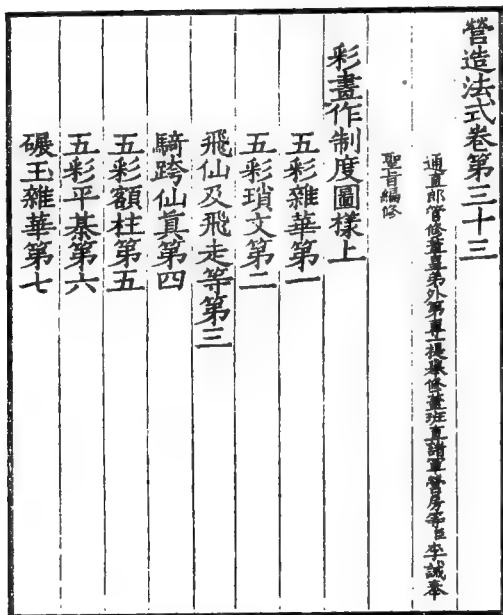 營造法式卷第三十三
通直郎管修蓋皇弟外第專一提舉修蓋班直諸軍營房等臣李誡奉
聖旨編修
彩畫作制度圖樣上
五彩雜華第一
五彩瑣文第二
飛仙及飛走等第三
騎跨仙眞第四
五彩額柱第五
五彩平棊第六
碾玉雜華第七